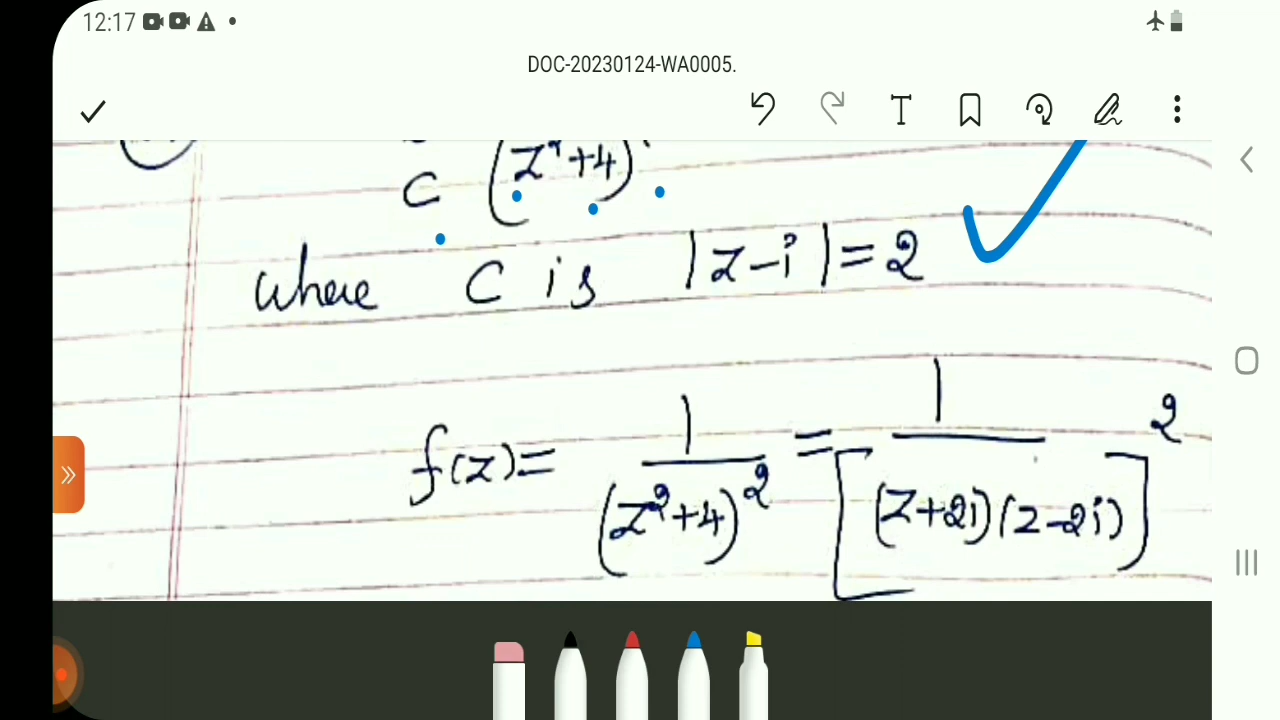 12:17
DOC-20230124-WA0005.
T
C (z²+4)
where C is |z-i|=2
f(z)= 1/(z²+4)² = 1/[(z+2i)(z-2i)]²